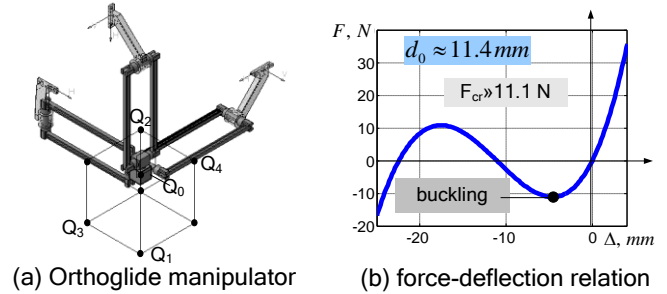 Q2
Q4
Q0
Q3
Q1
(a) Orthoglide manipulator
F, N
d0 ≈ 11.4 mm
Fcr»11.1 N
buckling
30
20
10
0
-10
-20
-20
-10
0
Δ, mm
(b) force-deflection relation